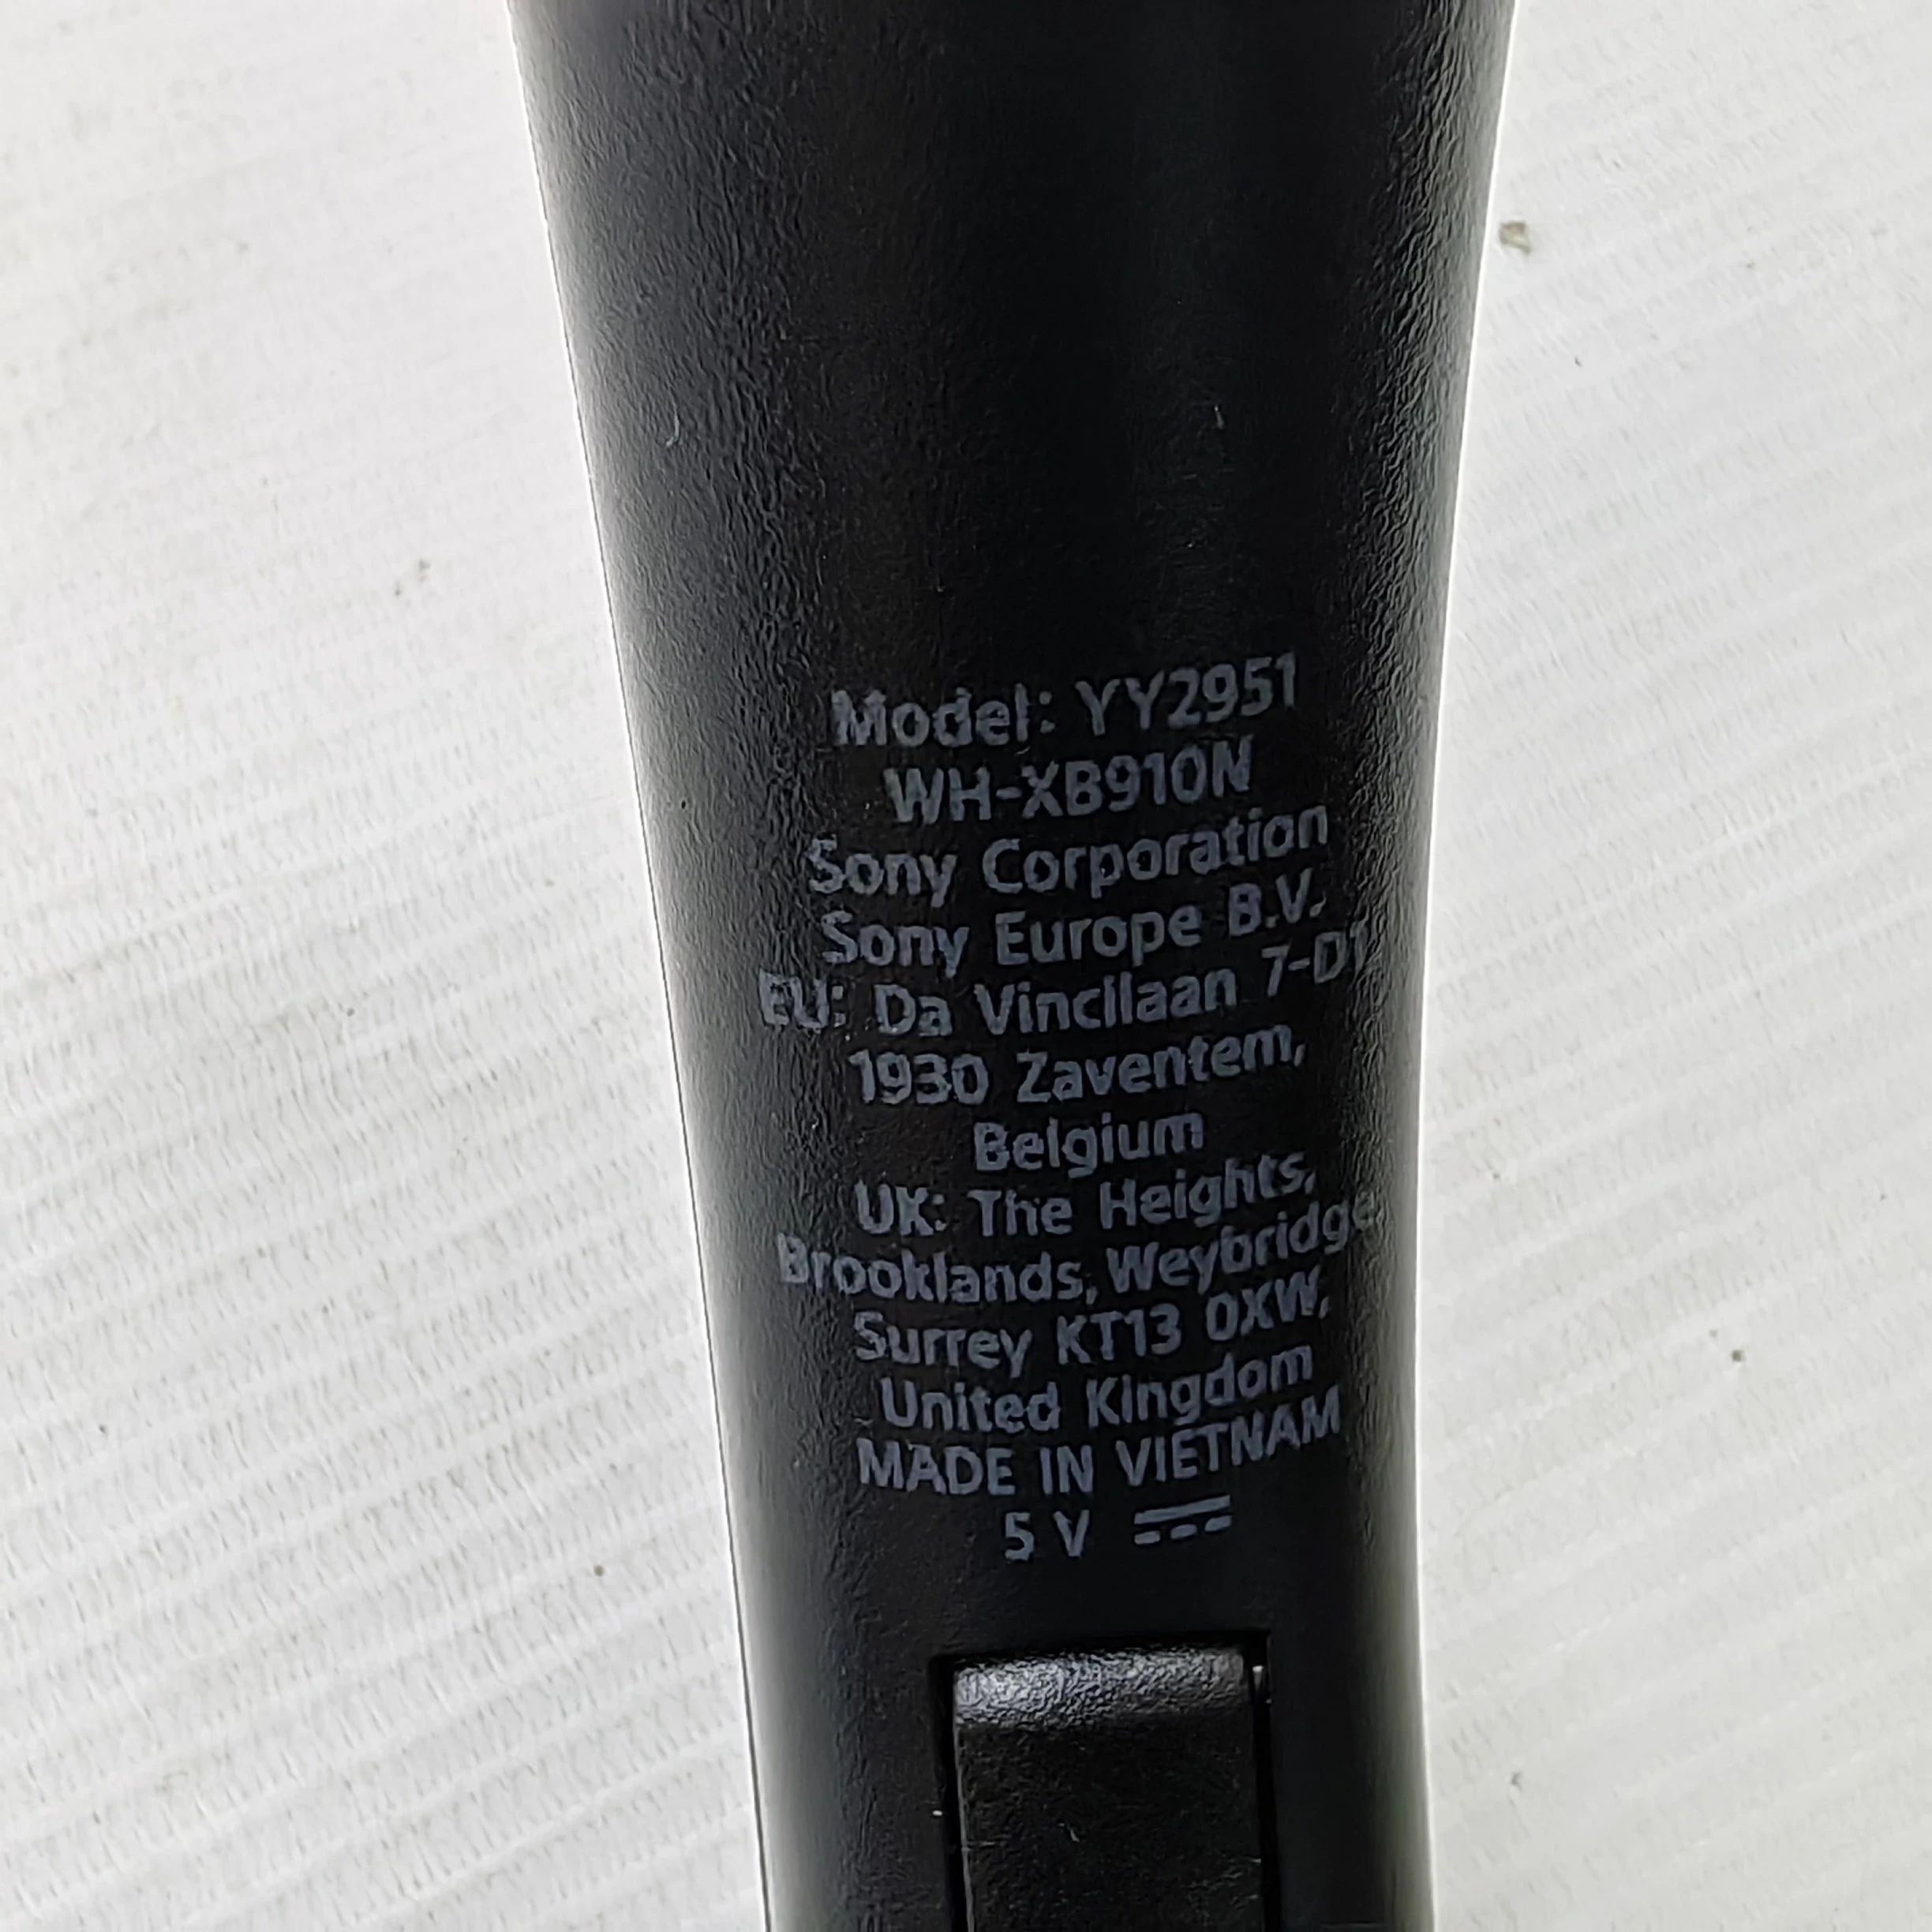 Model: YY2951
WH-XB910N
Sony Corporation
Sony Europe B.V.
EU: Da Vincilaan 7-D1
1930 Zaventem,
Belgium
UK: The Heights,
Brooklands, Weybridge,
Surrey KT13 0XW,
United Kingdom
MADE IN VIETNAM
5 V ⎓